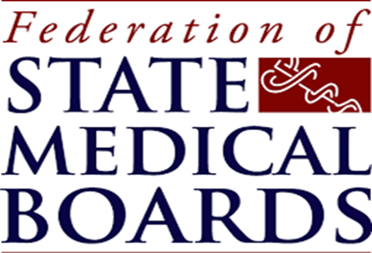 Federation of
STATE
MEDICAL
BOARDS